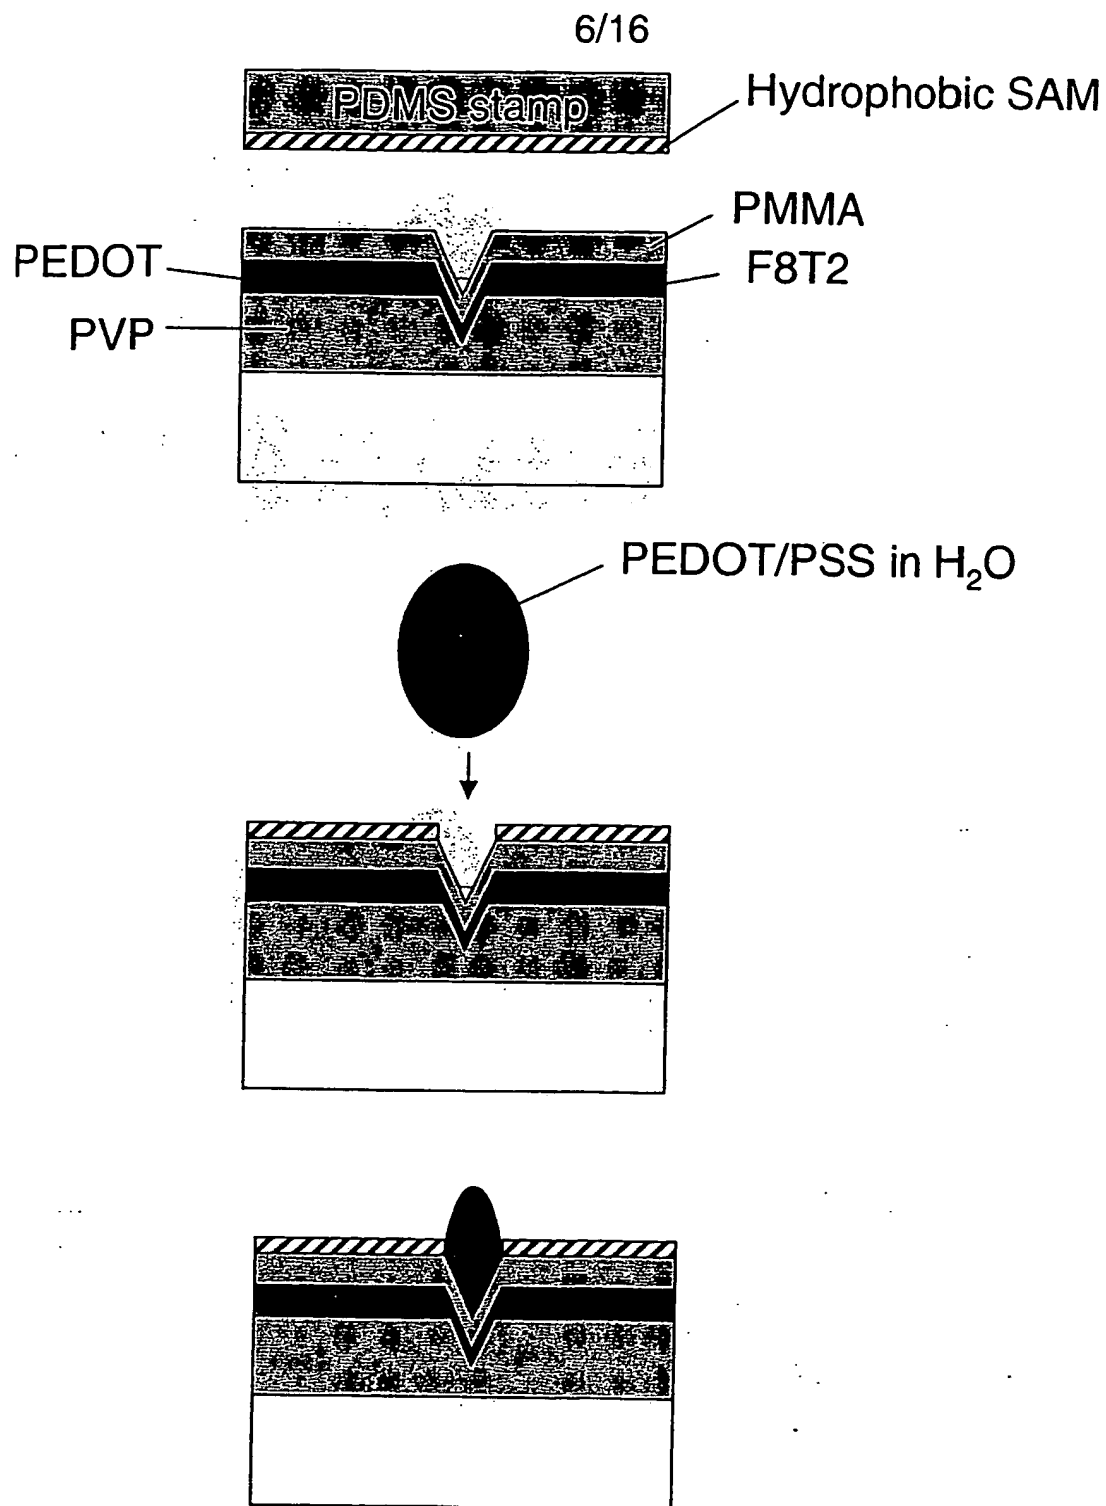 6/16
PDMS stamp
Hydrophobic SAM
PMMA
PEDOT
F8T2
PVP
PEDOT/PSS in H₂O